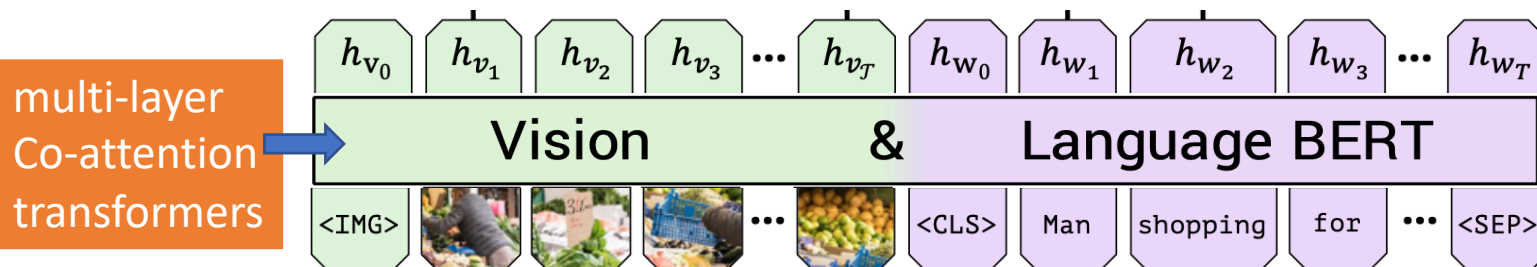 multi-layer
Co-attention
transformers
h_{v_0} h_{v_1} h_{v_2} h_{v_3} ••• h_{v_𝒯} h_{w_0} h_{w_1} h_{w_2} h_{w_3} ••• h_{w_T}
Vision & Language BERT
<IMG> ••• <CLS> Man shopping for ••• <SEP>